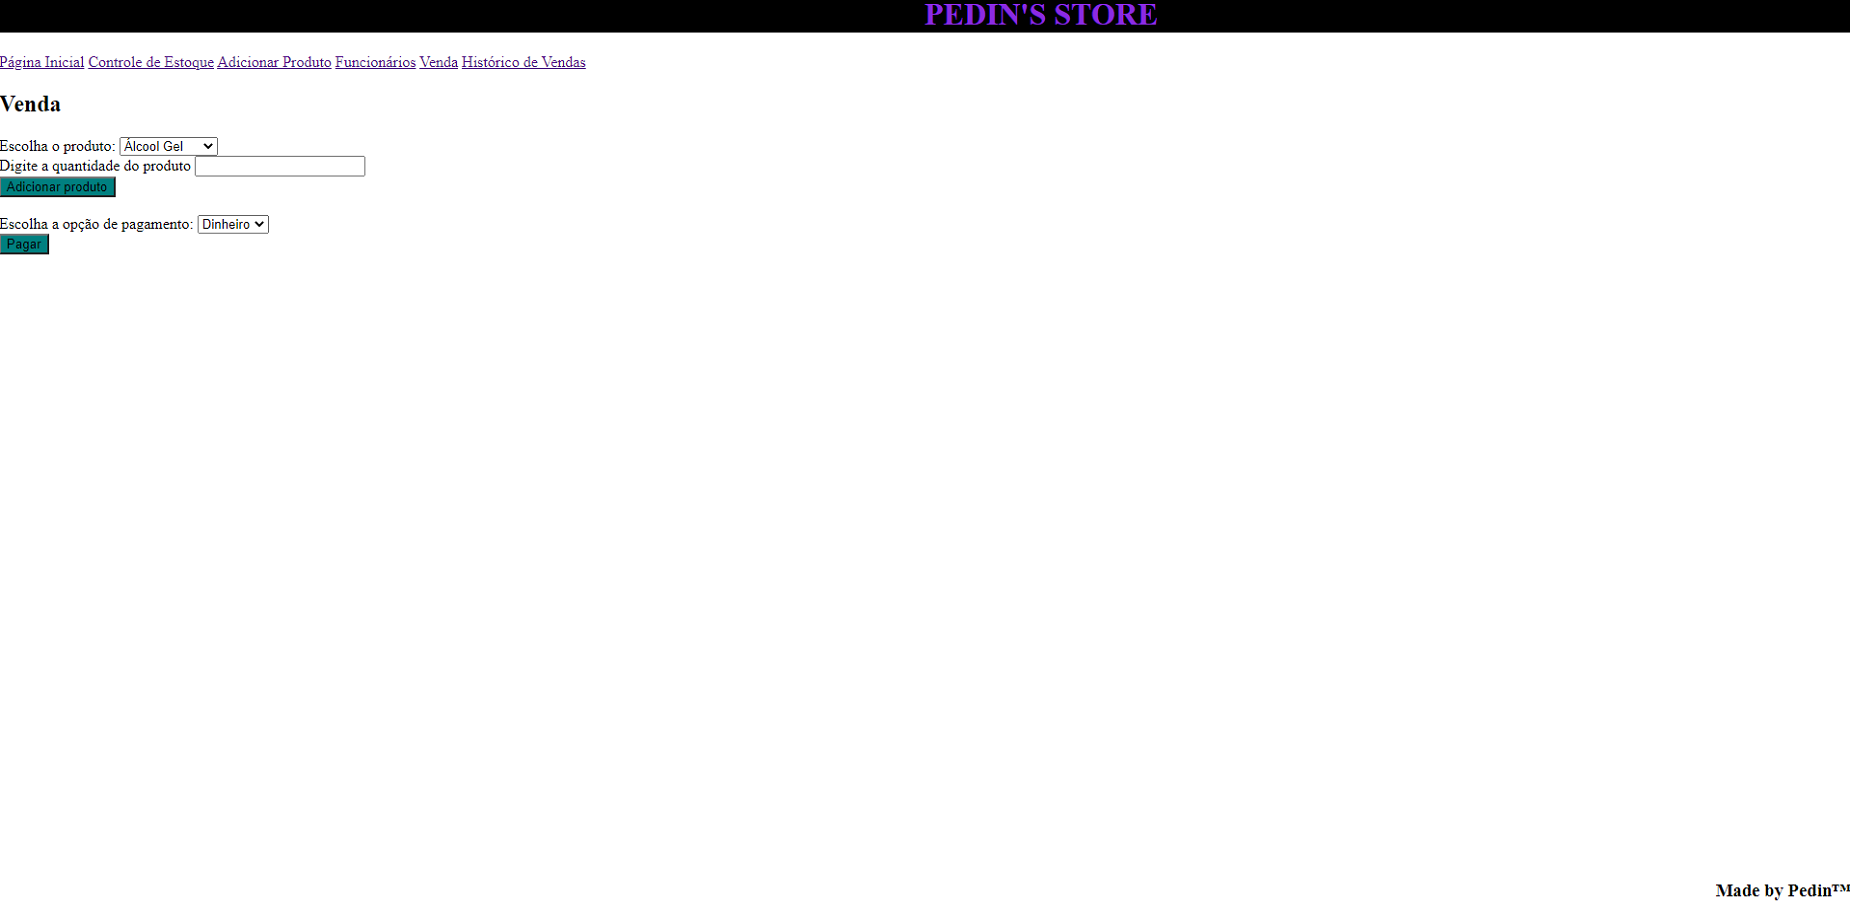 PEDIN'S STORE
Página Inicial Controle de Estoque Adicionar Produto Funcionários Venda Histórico de Vendas
Venda
Escolha o produto: Álcool Gel
Digite a quantidade do produto
Adicionar produto
Escolha a opção de pagamento: Dinheiro
Pagar
Made by Pedin™